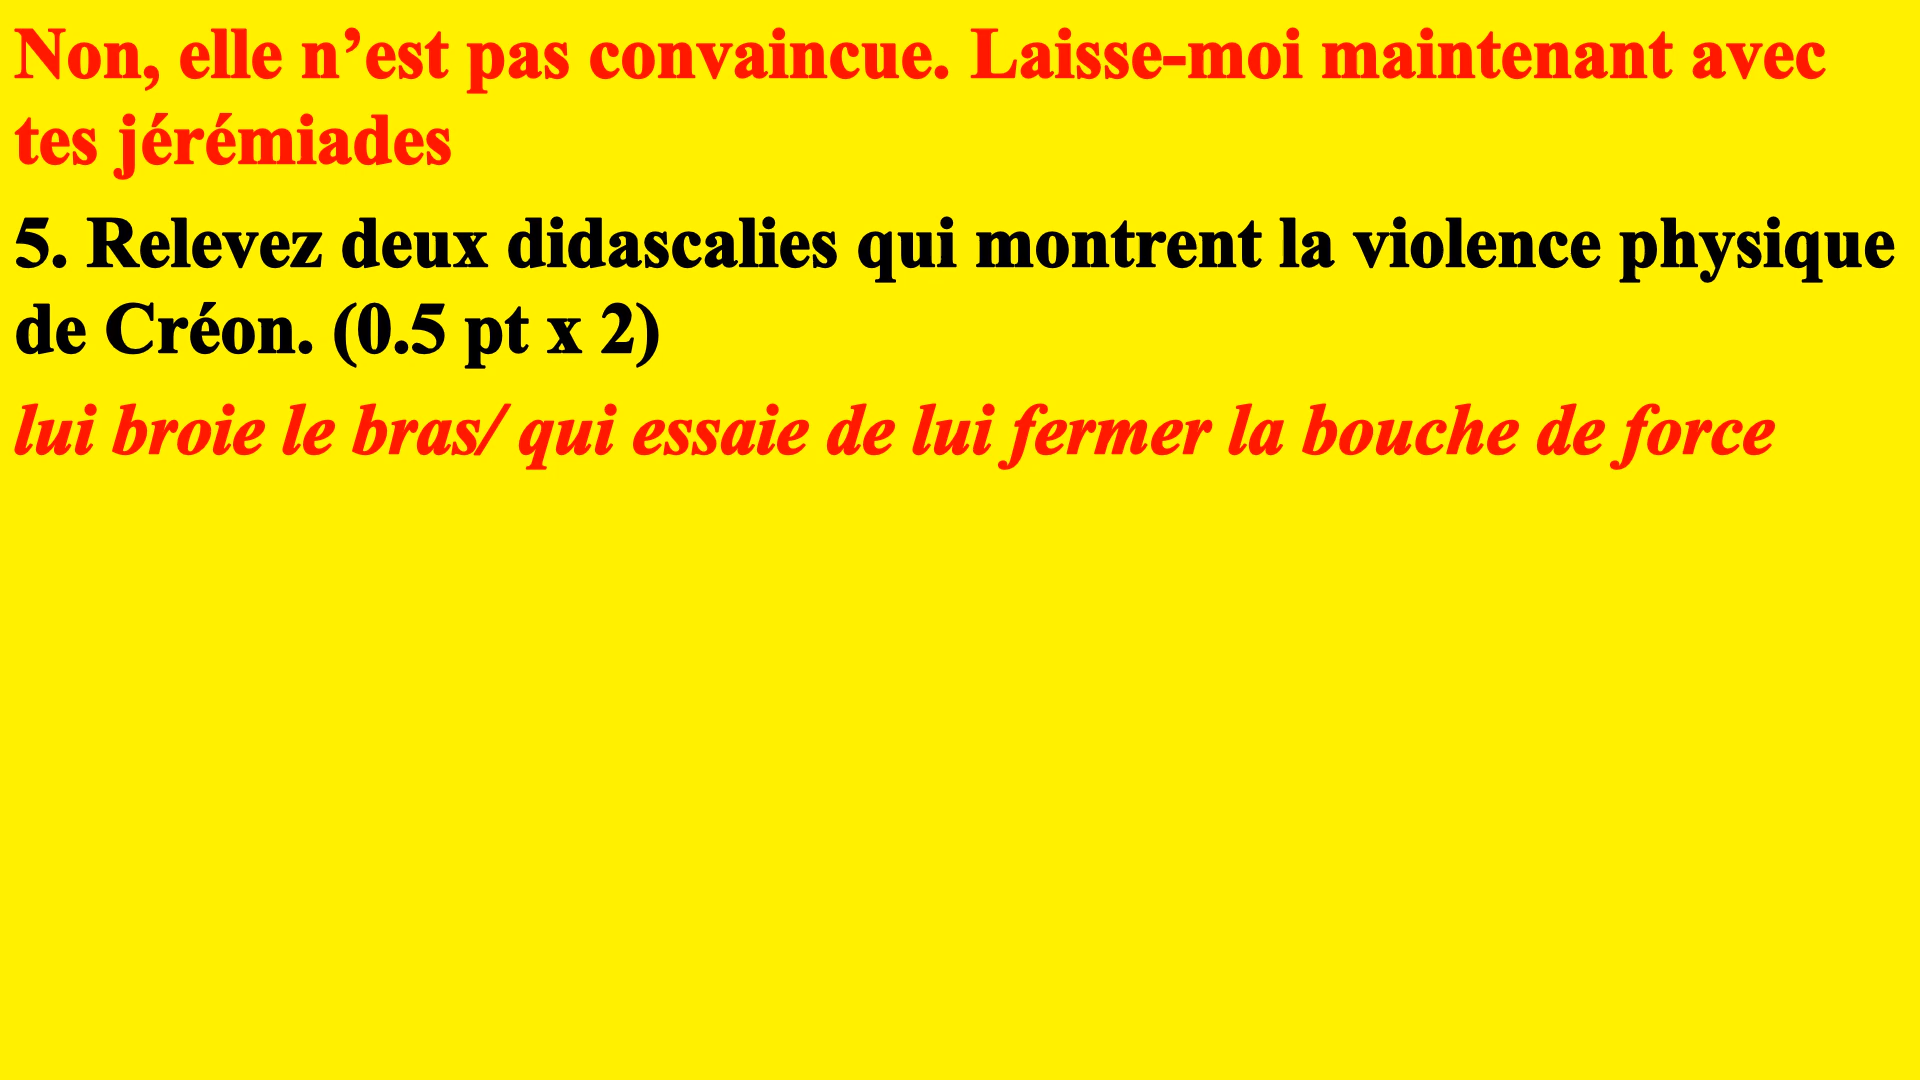 Non, elle n’est pas convaincue. Laisse-moi maintenant avec
tes jérémiades
5. Relevez deux didascalies qui montrent la violence physique
de Créon. (0.5 pt x 2)
lui broie le bras/ qui essaie de lui fermer la bouche de force